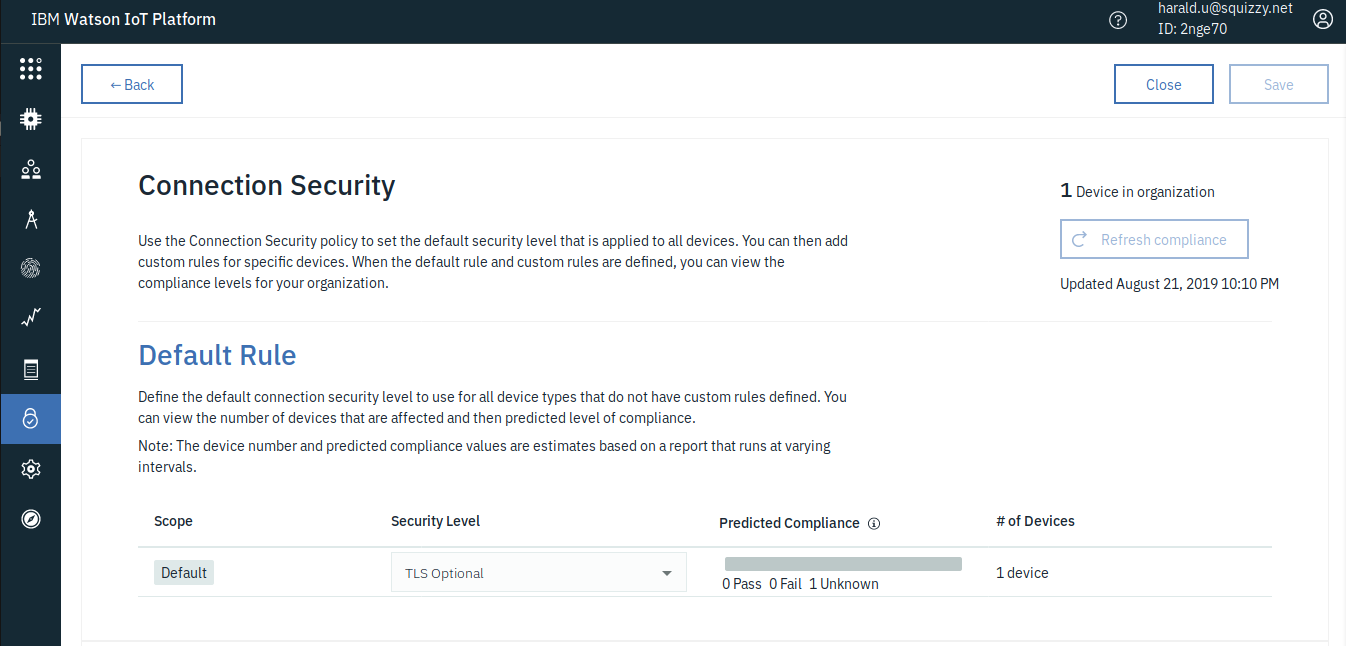 IBM Watson IoT Platform
harald.u@squizzy.net
ID: 2nge70
← Back
Close
Save
Connection Security
Use the Connection Security policy to set the default security level that is applied to all devices. You can then add
custom rules for specific devices. When the default rule and custom rules are defined, you can view the
compliance levels for your organization.
1 Device in organization
Refresh compliance
Updated August 21, 2019 10:10 PM
Default Rule
Define the default connection security level to use for all device types that do not have custom rules defined. You
can view the number of devices that are affected and then predicted level of compliance.
Note: The device number and predicted compliance values are estimates based on a report that runs at varying
intervals.
Scope Security Level Predicted Compliance # of Devices
Default TLS Optional 0 Pass 0 Fail 1 Unknown 1 device